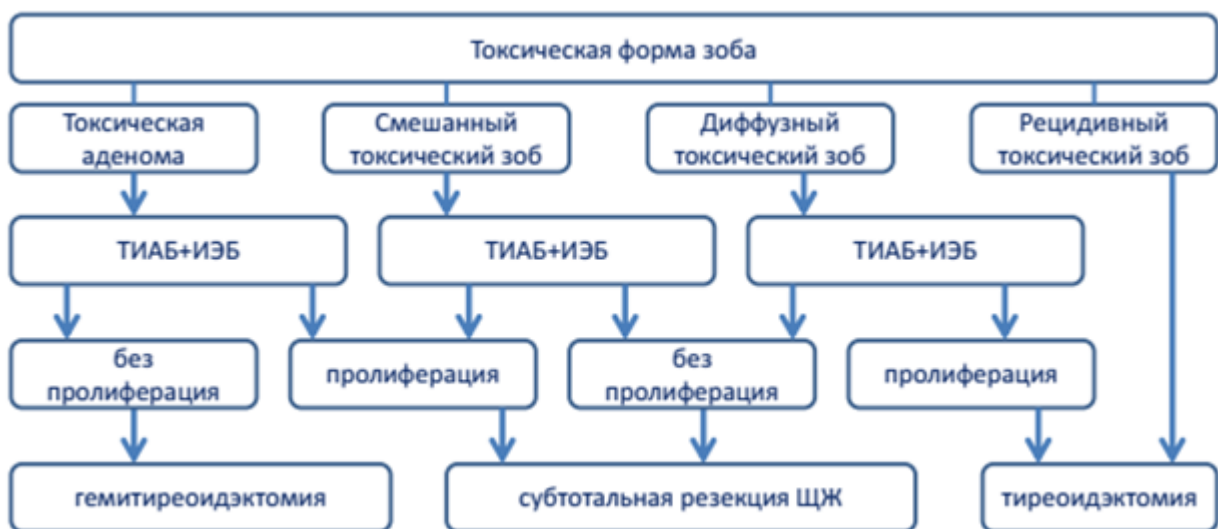 Токсическая форма зоба
Токсическая
аденома
Смешанный
токсический зоб
Диффузный
токсический зоб
Рецидивный
токсический зоб
ТИАБ+ИЭБ
ТИАБ+ИЭБ
ТИАБ+ИЭБ
без
пролиферация
пролиферация
без
пролиферация
пролиферация
гемитиреоидэктомия
субтотальная резекция ЩЖ
тиреоидэктомия